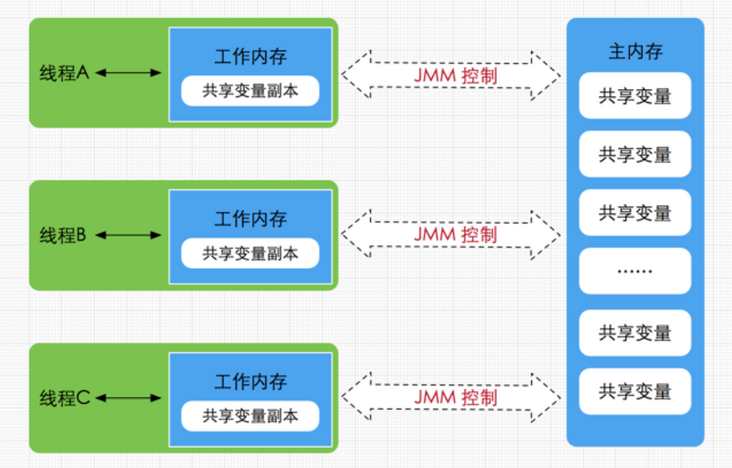 线程A
工作内存
共享变量副本
JMM 控制
线程B
工作内存
共享变量副本
JMM 控制
线程C
工作内存
共享变量副本
JMM 控制
主内存
共享变量
共享变量
共享变量
······
共享变量
共享变量